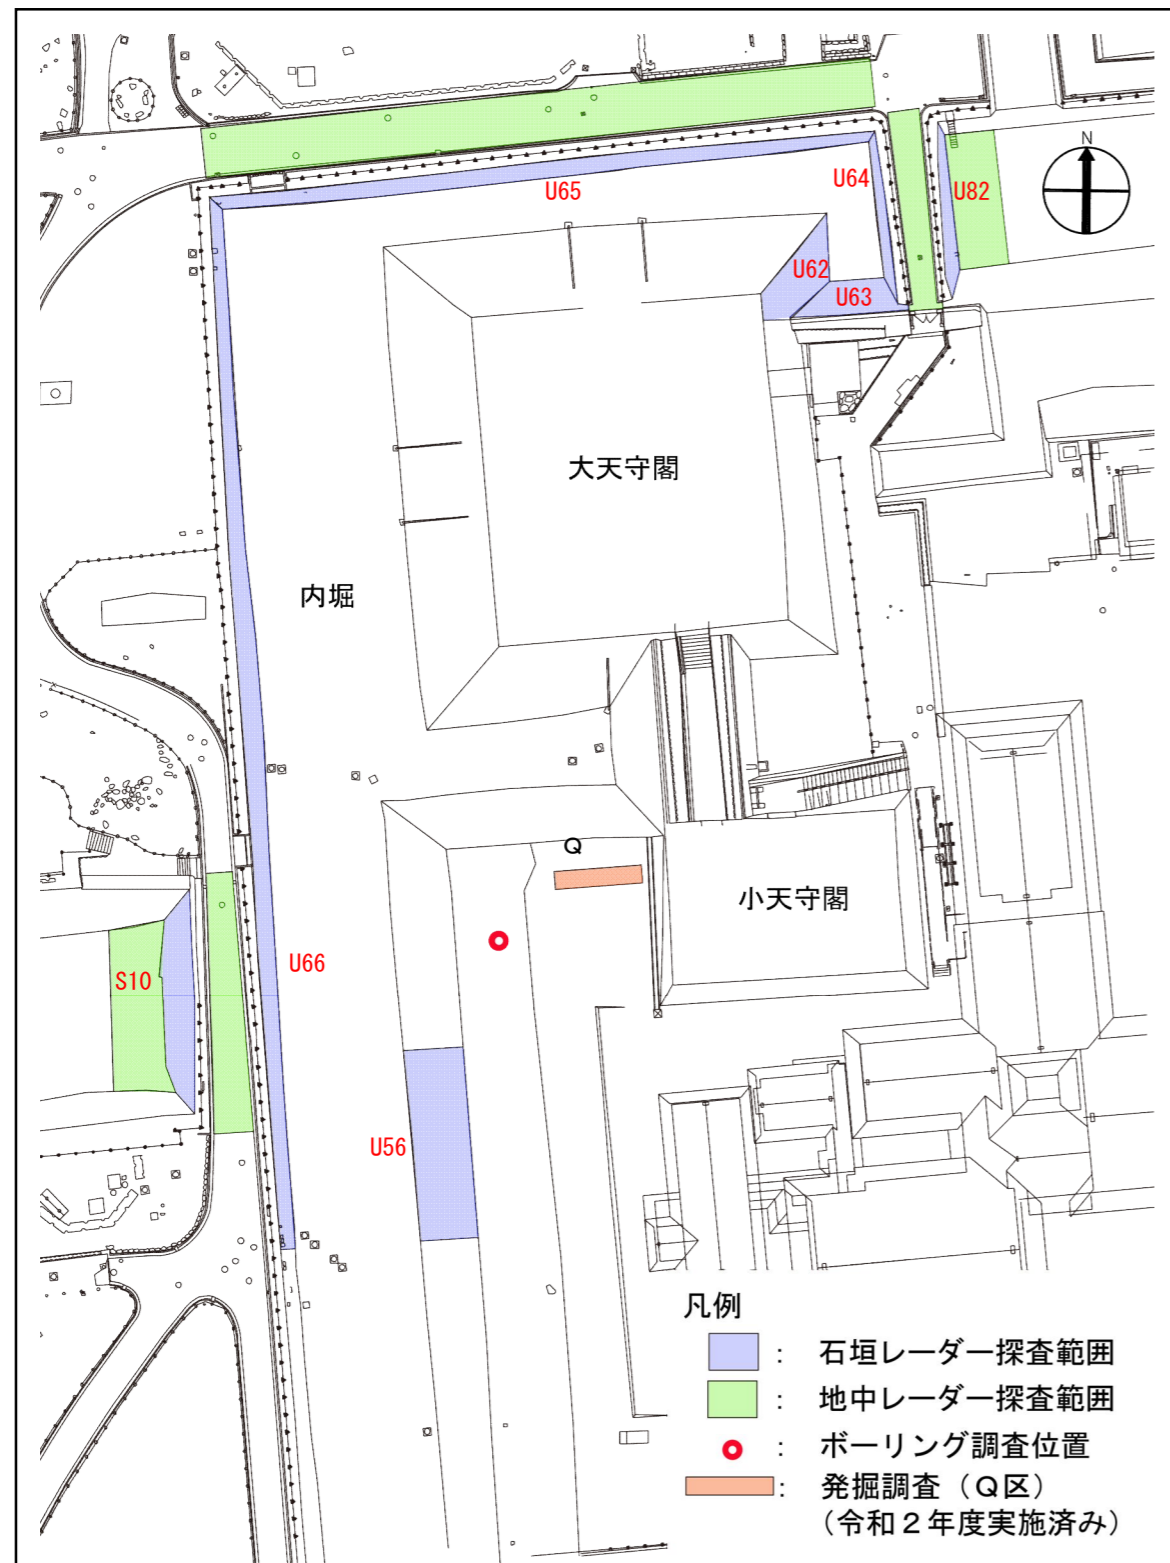 N
U65
U64
U82
U62
U63
大天守閣
内堀
Q
小天守閣
S10
U66
U56
凡例
： 石垣レーダー探査範囲
： 地中レーダー探査範囲
： ボーリング調査位置
： 発掘調査（Ｑ区）
（令和２年度実施済み）